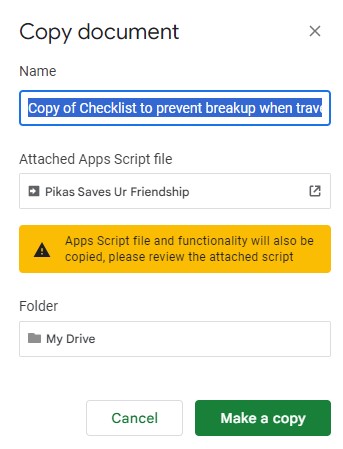 Copy document
Name
Copy of Checklist to prevent breakup when trave
Attached Apps Script file
Pikas Saves Ur Friendship
Apps Script file and functionality will also be
copied, please review the attached script
Folder
My Drive
Cancel
Make a copy